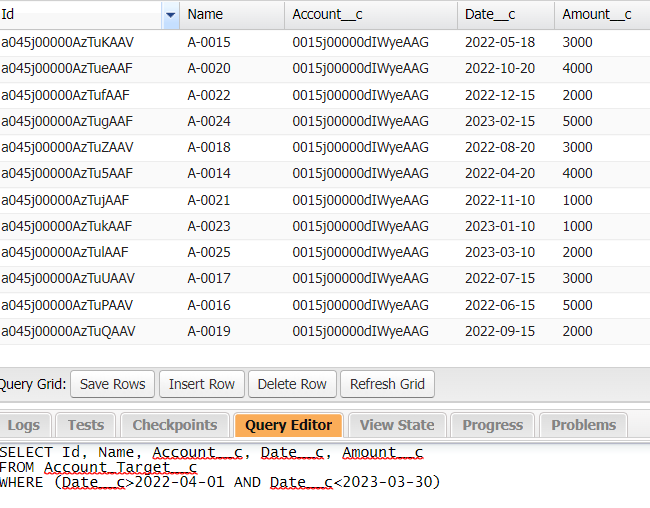 Id Name Account__c Date__c Amount__c
a045j00000AzTuKAAV A-0015 0015j00000dIWyeAAG 2022-05-18 3000
a045j00000AzTueAAF A-0020 0015j00000dIWyeAAG 2022-10-20 4000
a045j00000AzTufAAF A-0022 0015j00000dIWyeAAG 2022-12-15 2000
a045j00000AzTugAAF A-0024 0015j00000dIWyeAAG 2023-02-15 5000
a045j00000AzTuZAAV A-0018 0015j00000dIWyeAAG 2022-08-20 3000
a045j00000AzTu5AAF A-0014 0015j00000dIWyeAAG 2022-04-20 4000
a045j00000AzTujAAF A-0021 0015j00000dIWyeAAG 2022-11-10 1000
a045j00000AzTukAAF A-0023 0015j00000dIWyeAAG 2023-01-10 1000
a045j00000AzTulAAF A-0025 0015j00000dIWyeAAG 2023-03-10 2000
a045j00000AzTuUAAV A-0017 0015j00000dIWyeAAG 2022-07-15 3000
a045j00000AzTuPAAV A-0016 0015j00000dIWyeAAG 2022-06-15 5000
a045j00000AzTuQAAV A-0019 0015j00000dIWyeAAG 2022-09-15 2000
Query Grid: Save Rows Insert Row Delete Row Refresh Grid
Logs Tests Checkpoints Query Editor View State Progress Problems
SELECT Id, Name, Account__c, Date__c, Amount__c
FROM Account_Target__c
WHERE (Date__c>2022-04-01 AND Date__c<2023-03-30)